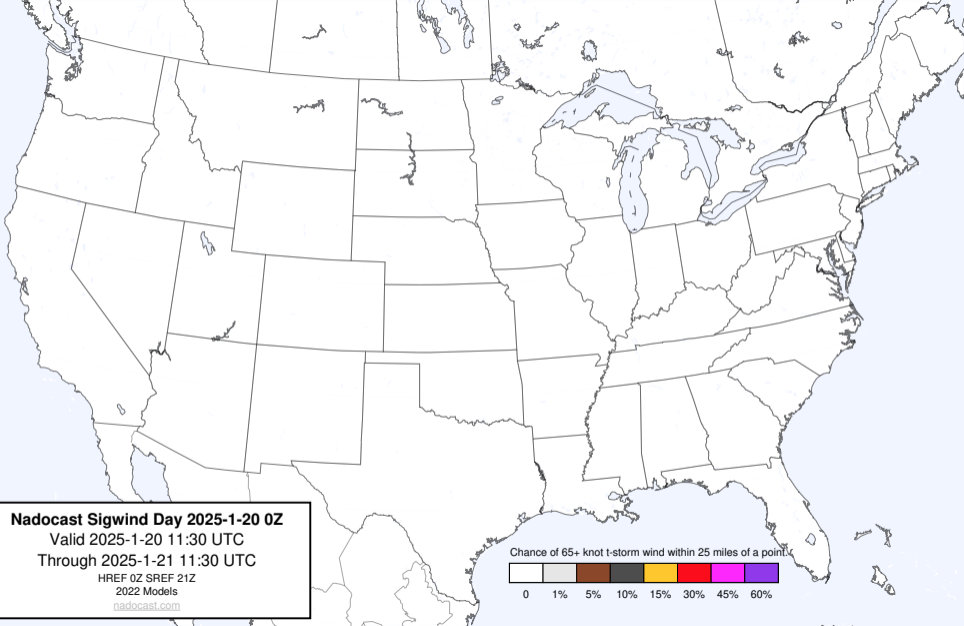 Nadocast Sigwind Day 2025-1-20 0Z
Valid 2025-1-20 11:30 UTC
Through 2025-1-21 11:30 UTC
HREF 0Z SREF 21Z
2022 Models
nadocast.com
Chance of 65+ knot t-storm wind within 25 miles of a point.
0 1% 5% 10% 15% 30% 45% 60%